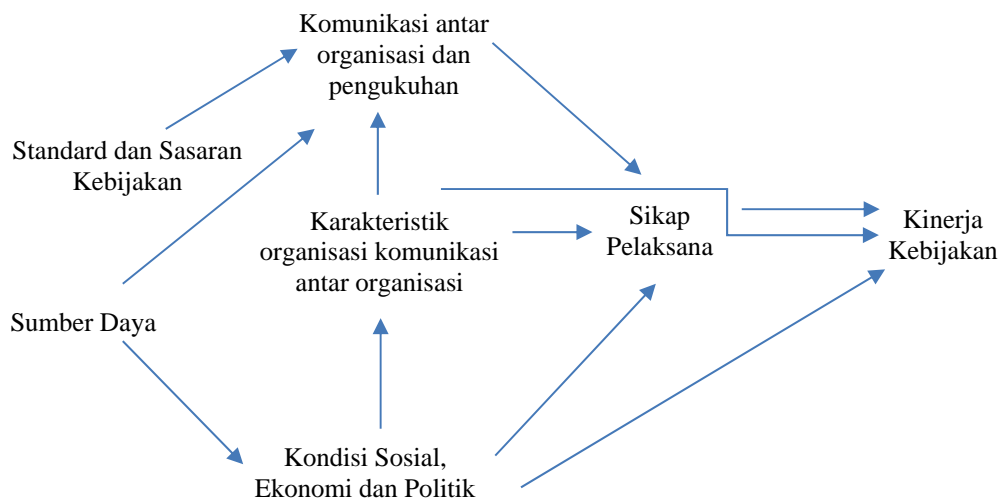 Komunikasi antar
organisasi dan
pengukuhan
Standard dan Sasaran
Kebijakan
Karakteristik
organisasi komunikasi
antar organisasi
Sikap
Pelaksana
Kinerja
Kebijakan
Sumber Daya
Kondisi Sosial,
Ekonomi dan Politik